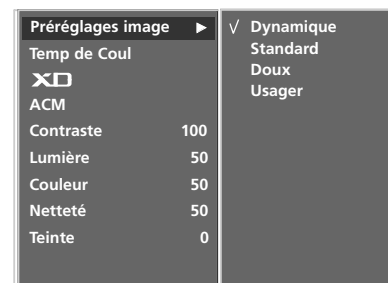 Préréglages image ►
Temp de Coul
XD
ACM
Contraste 100
Lumière 50
Couleur 50
Netteté 50
Teinte 0
√ Dynamique
Standard
Doux
Usager